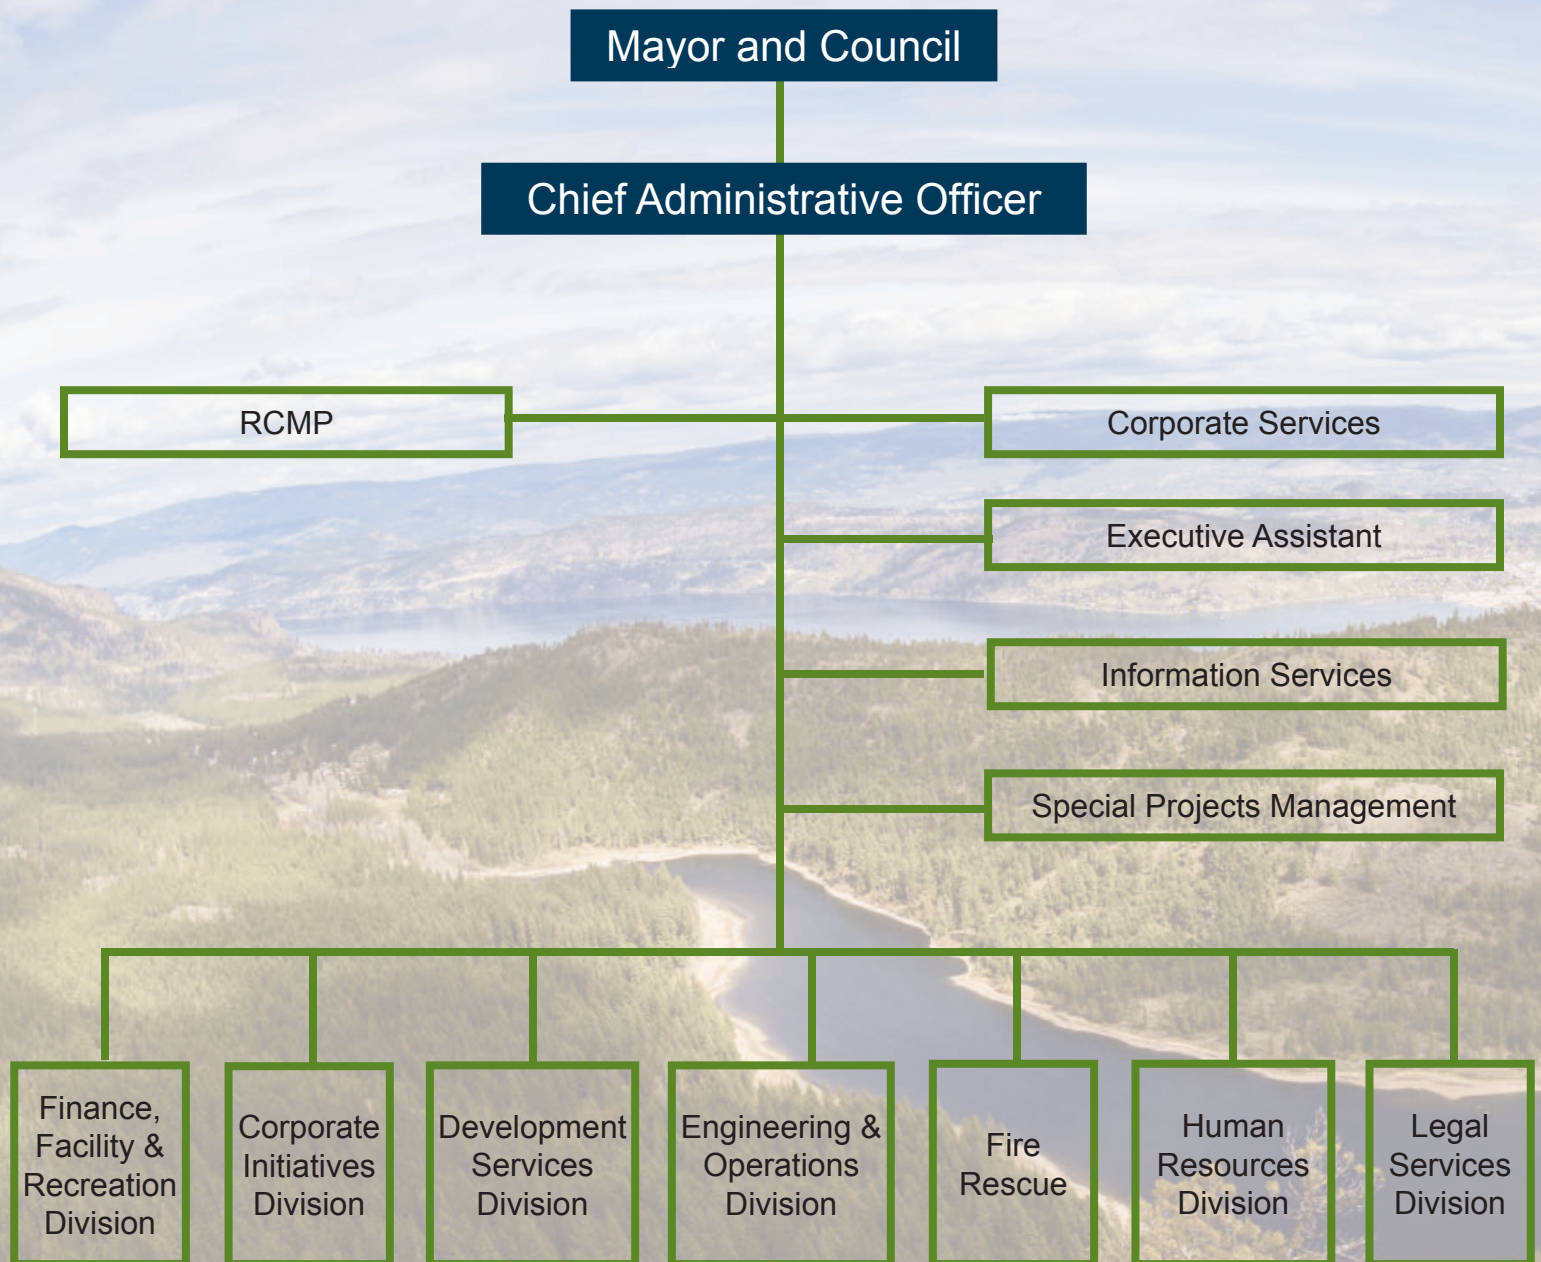 Mayor and Council
Chief Administrative Officer
RCMP
Corporate Services
Executive Assistant
Information Services
Special Projects Management
Finance,
Facility &
Recreation
Division
Corporate
Initiatives
Division
Development
Services
Division
Engineering &
Operations
Division
Fire
Rescue
Human
Resources
Division
Legal
Services
Division